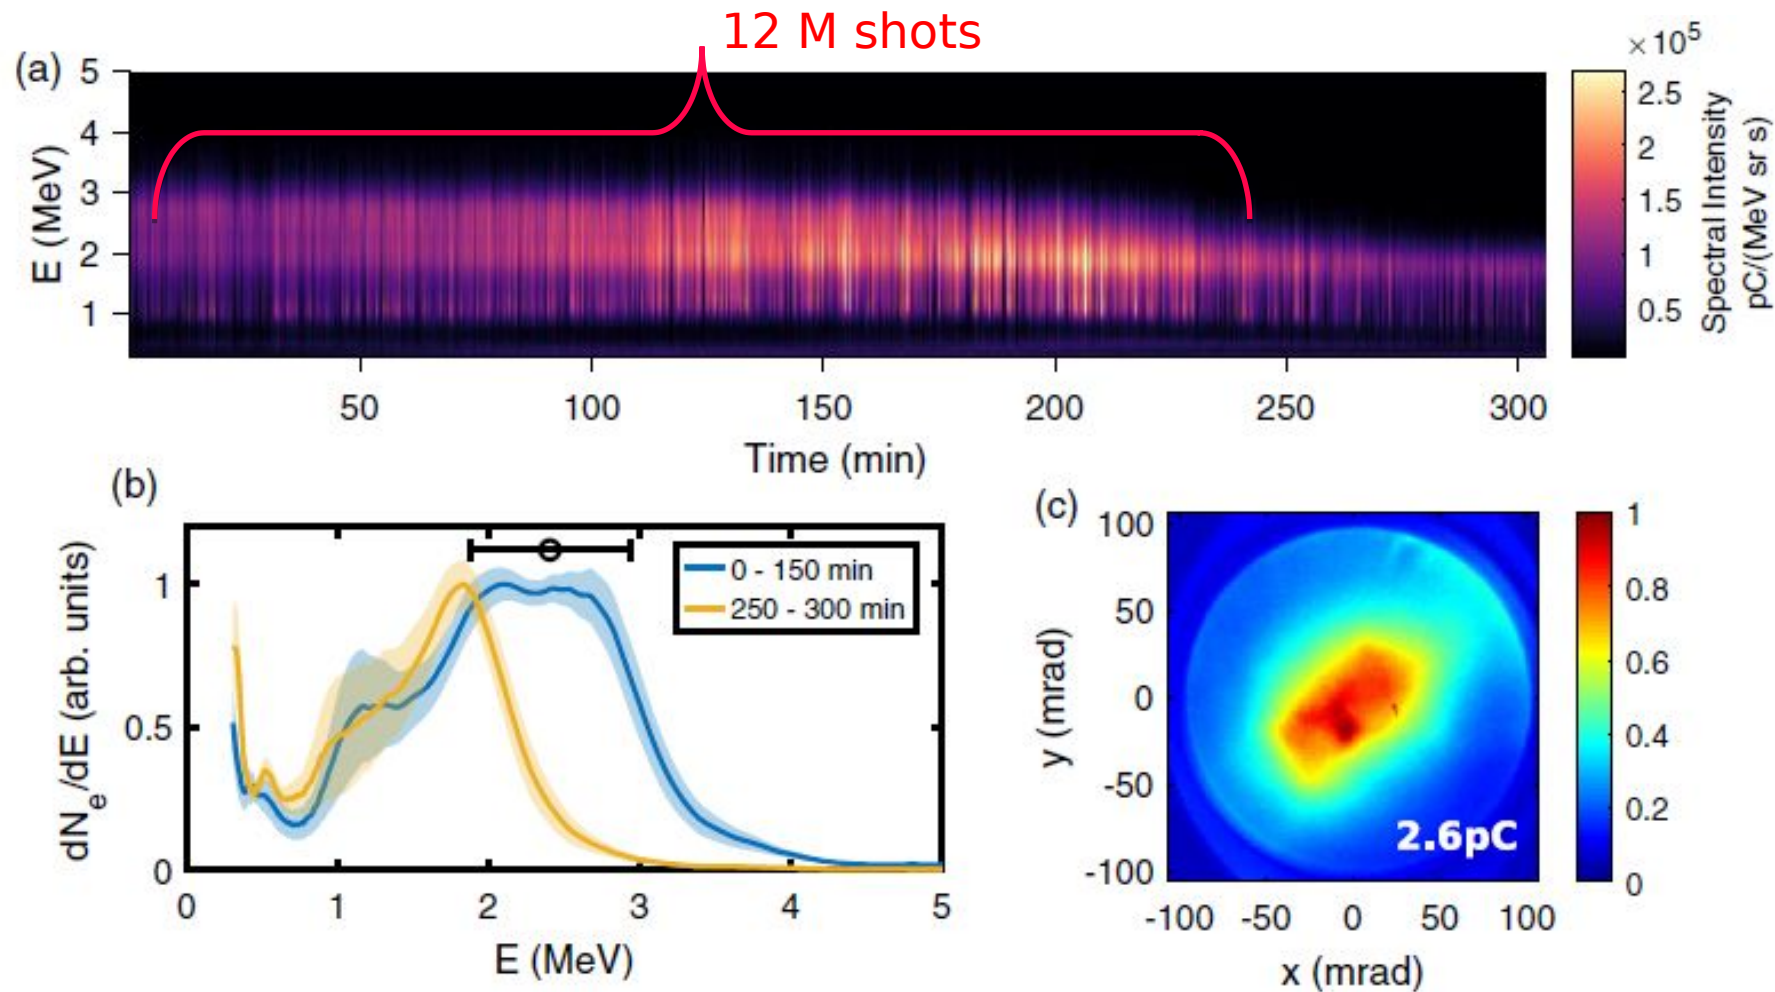 12 M shots
(a)
E (MeV)
5
4
3
2
1
50 100 150 200 250 300
Time (min)
×10⁵
2.5
2
1.5
1
0.5
Spectral Intensity
pC/(MeV sr s)
(b)
dNₑ/dE (arb. units)
1
0.5
0
0 - 150 min
250 - 300 min
0 1 2 3 4 5
E (MeV)
(c)
y (mrad)
100
50
0
-50
-100
2.6pC
-100 -50 0 50 100
x (mrad)
1
0.8
0.6
0.4
0.2
0